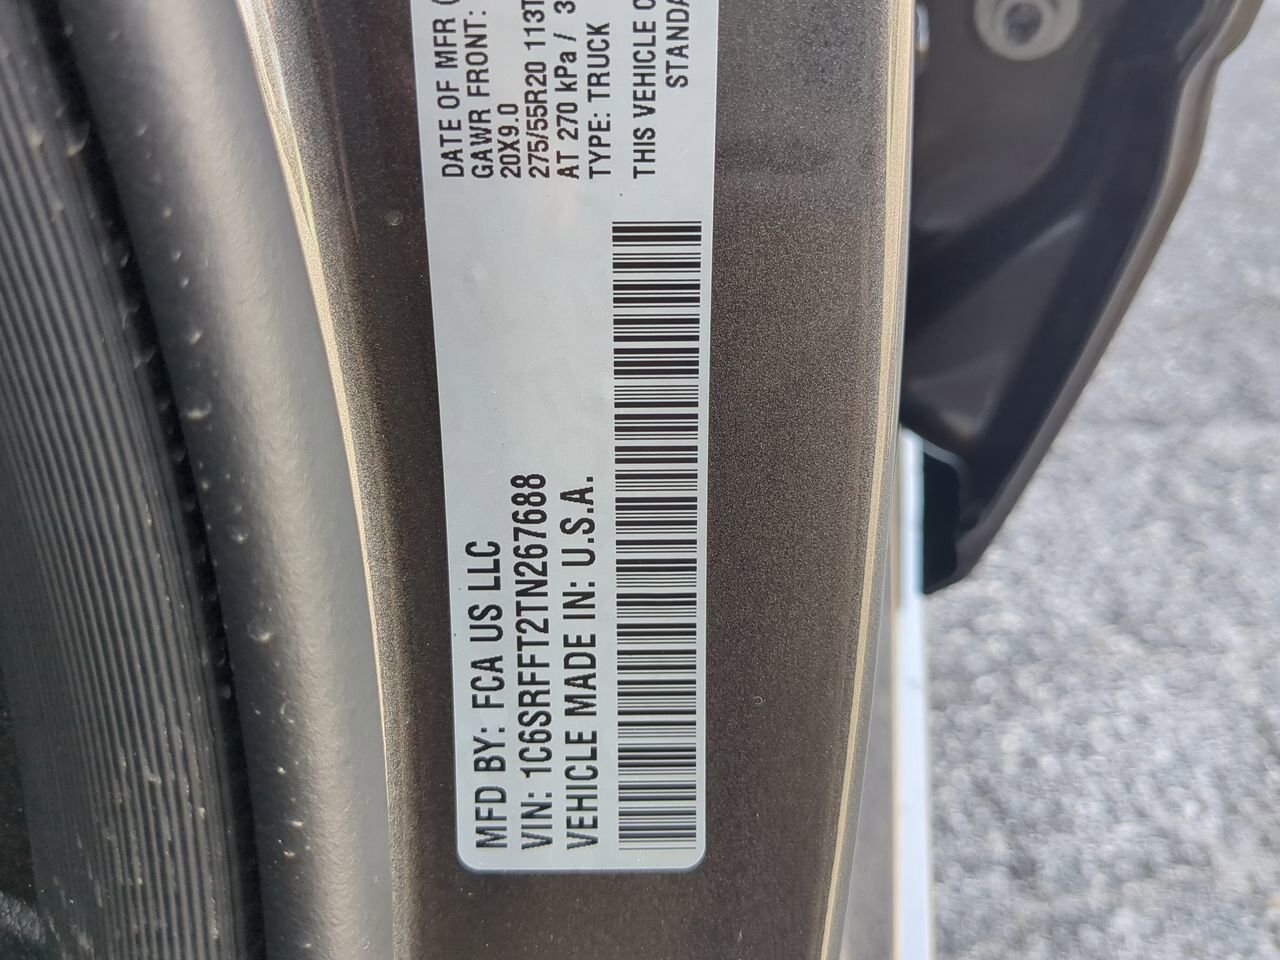 MFD BY: FCA US LLC
VIN: 1C6SRFFT2TN267688
VEHICLE MADE IN: U.S.A.
DATE OF MFR (
GAWR FRONT:
20X9.0
275/55R20 113T
AT 270 kPa / 3
TYPE: TRUCK
THIS VEHICLE C
STANDA